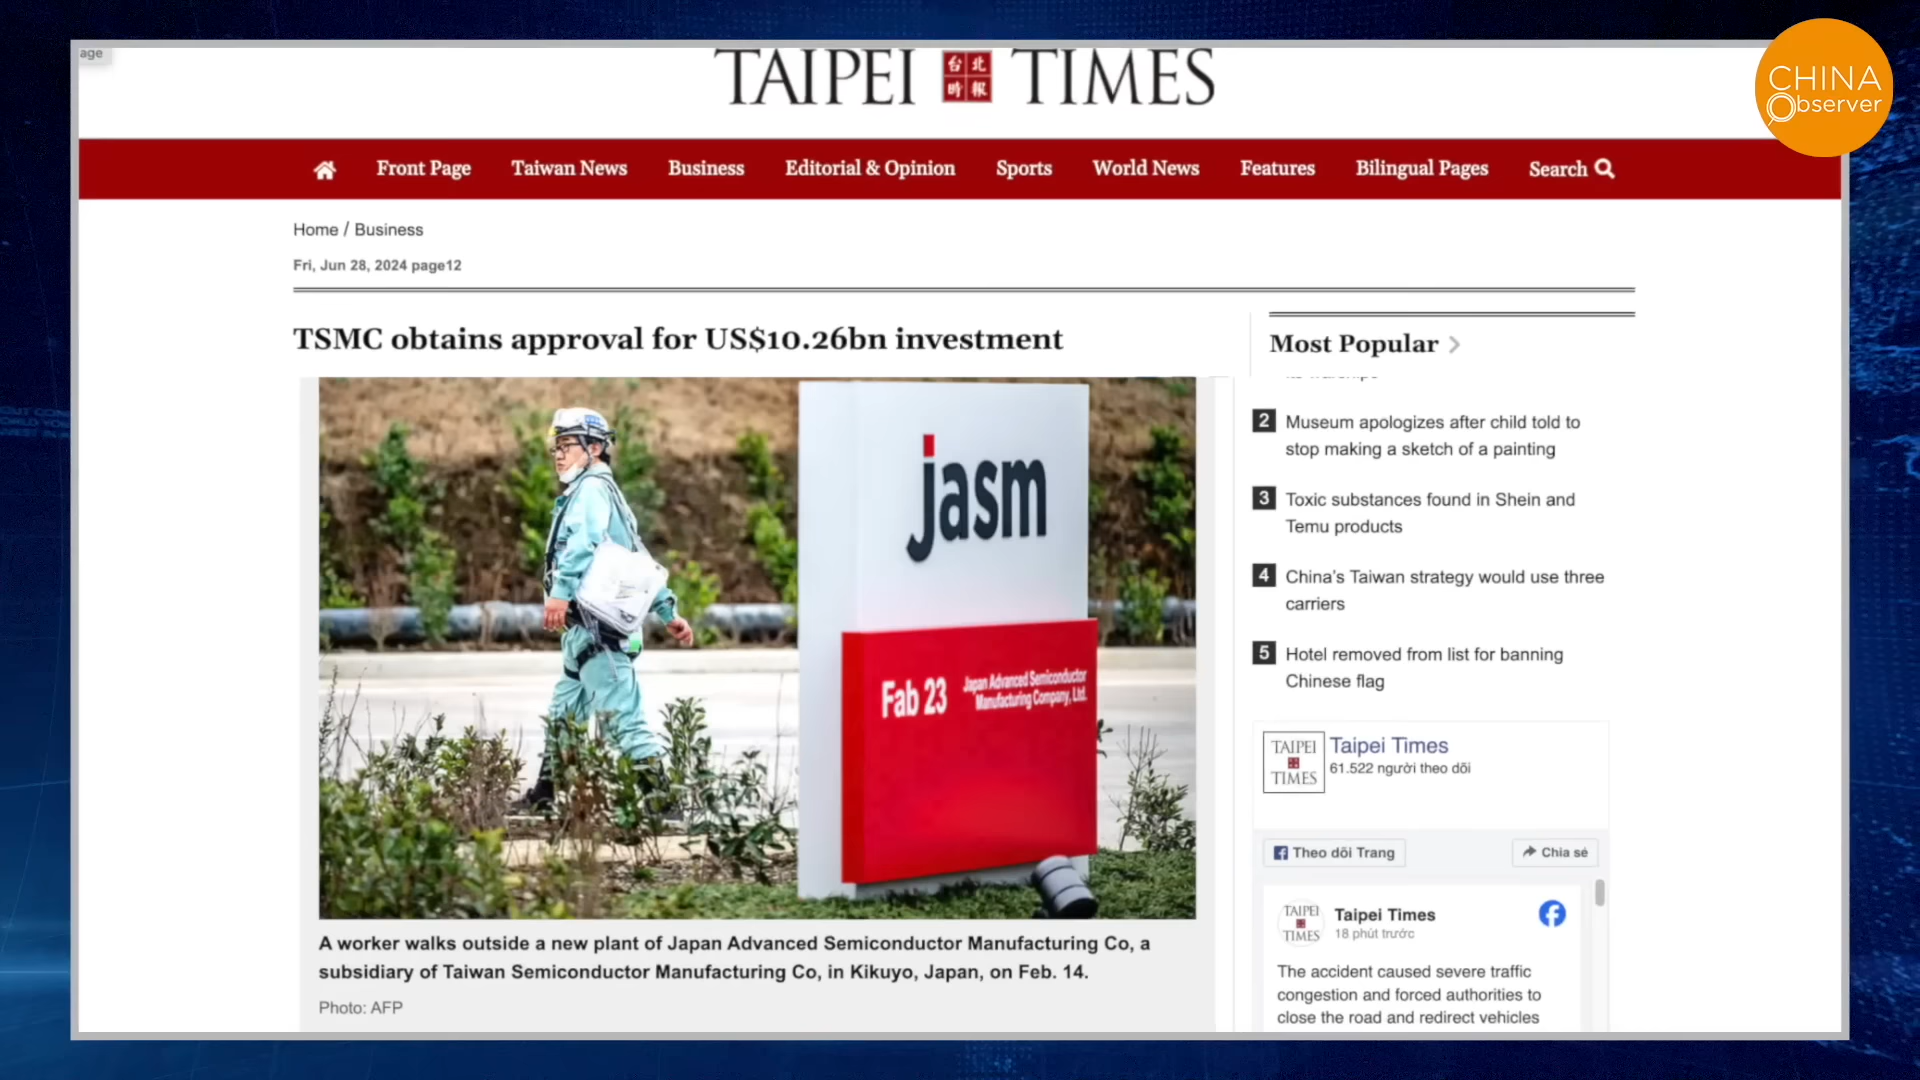 age
TAIPEI 台北時報 TIMES
CHINA
Observer
Front Page Taiwan News Business Editorial & Opinion Sports World News Features Bilingual Pages Search
Home / Business
Fri, Jun 28, 2024 page12
TSMC obtains approval for US$10.26bn investment
jasm
Fab 23
Japan Advanced Semiconductor
Manufacturing Company, Ltd.
A worker walks outside a new plant of Japan Advanced Semiconductor Manufacturing Co, a
subsidiary of Taiwan Semiconductor Manufacturing Co, in Kikuyo, Japan, on Feb. 14.
Photo: AFP
Most Popular
2 Museum apologizes after child told to
stop making a sketch of a painting
3 Toxic substances found in Shein and
Temu products
4 China's Taiwan strategy would use three
carriers
5 Hotel removed from list for banning
Chinese flag
TAIPEI
TIMES
Taipei Times
61.522 người theo dõi
Theo dõi Trang
Chia sẻ
TAIPEI
TIMES
Taipei Times
18 phút trước
The accident caused severe traffic
congestion and forced authorities to
close the road and redirect vehicles